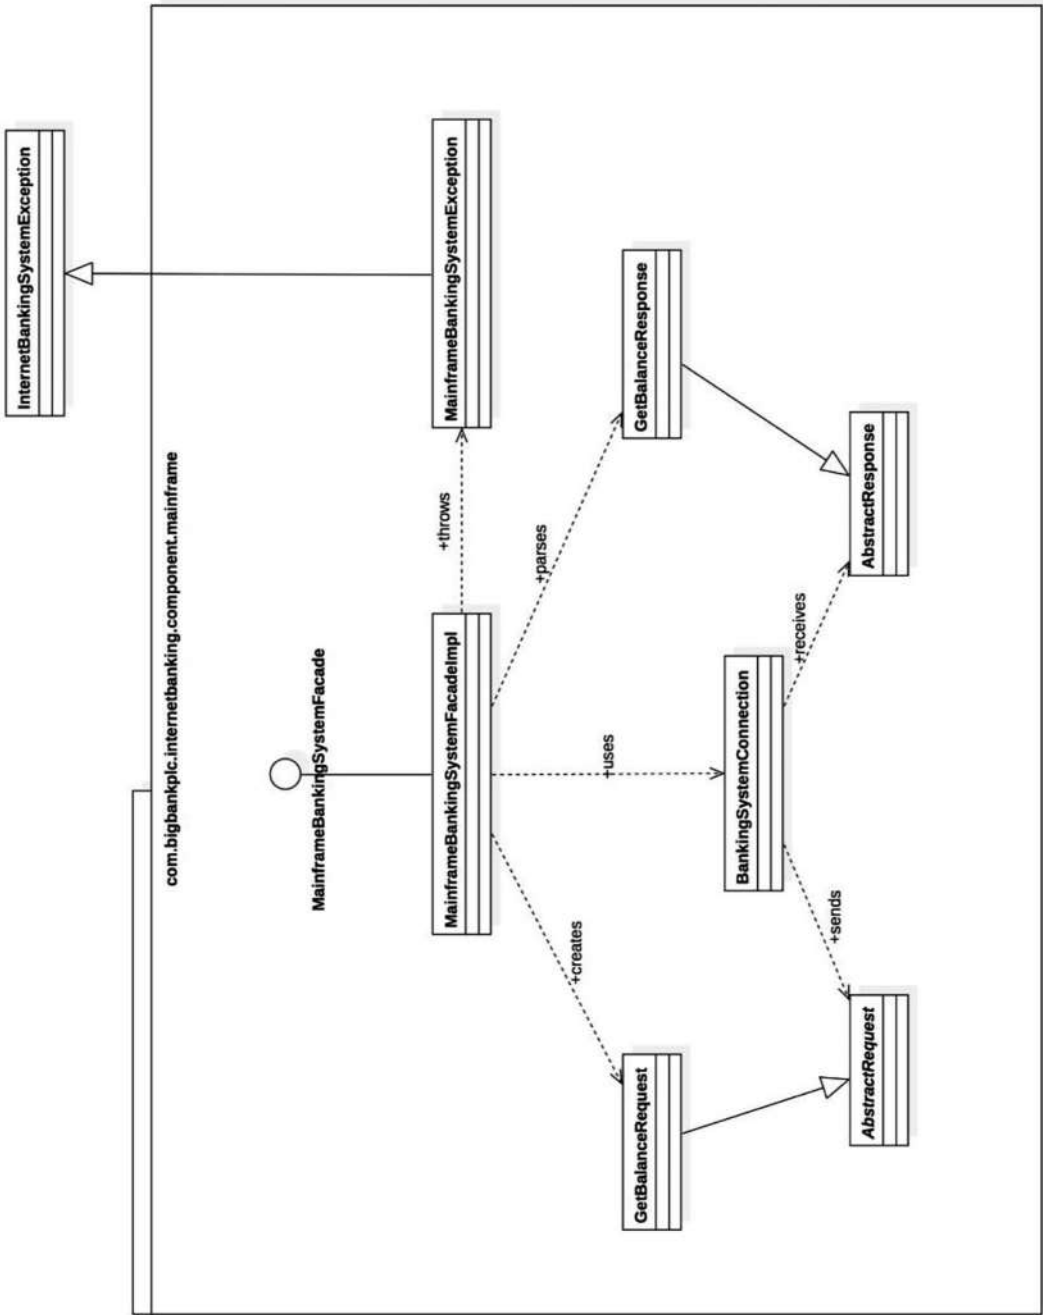 InternetBankingSystemException
com.bigbankplc.internetbanking.component.mainframe
MainframeBankingSystemFacade
MainframeBankingSystemFacadeImpl
+throws
MainframeBankingSystemException
+creates
+uses
+parses
GetBalanceRequest
GetBalanceResponse
BankingSystemConnection
+sends
+receives
AbstractRequest
AbstractResponse